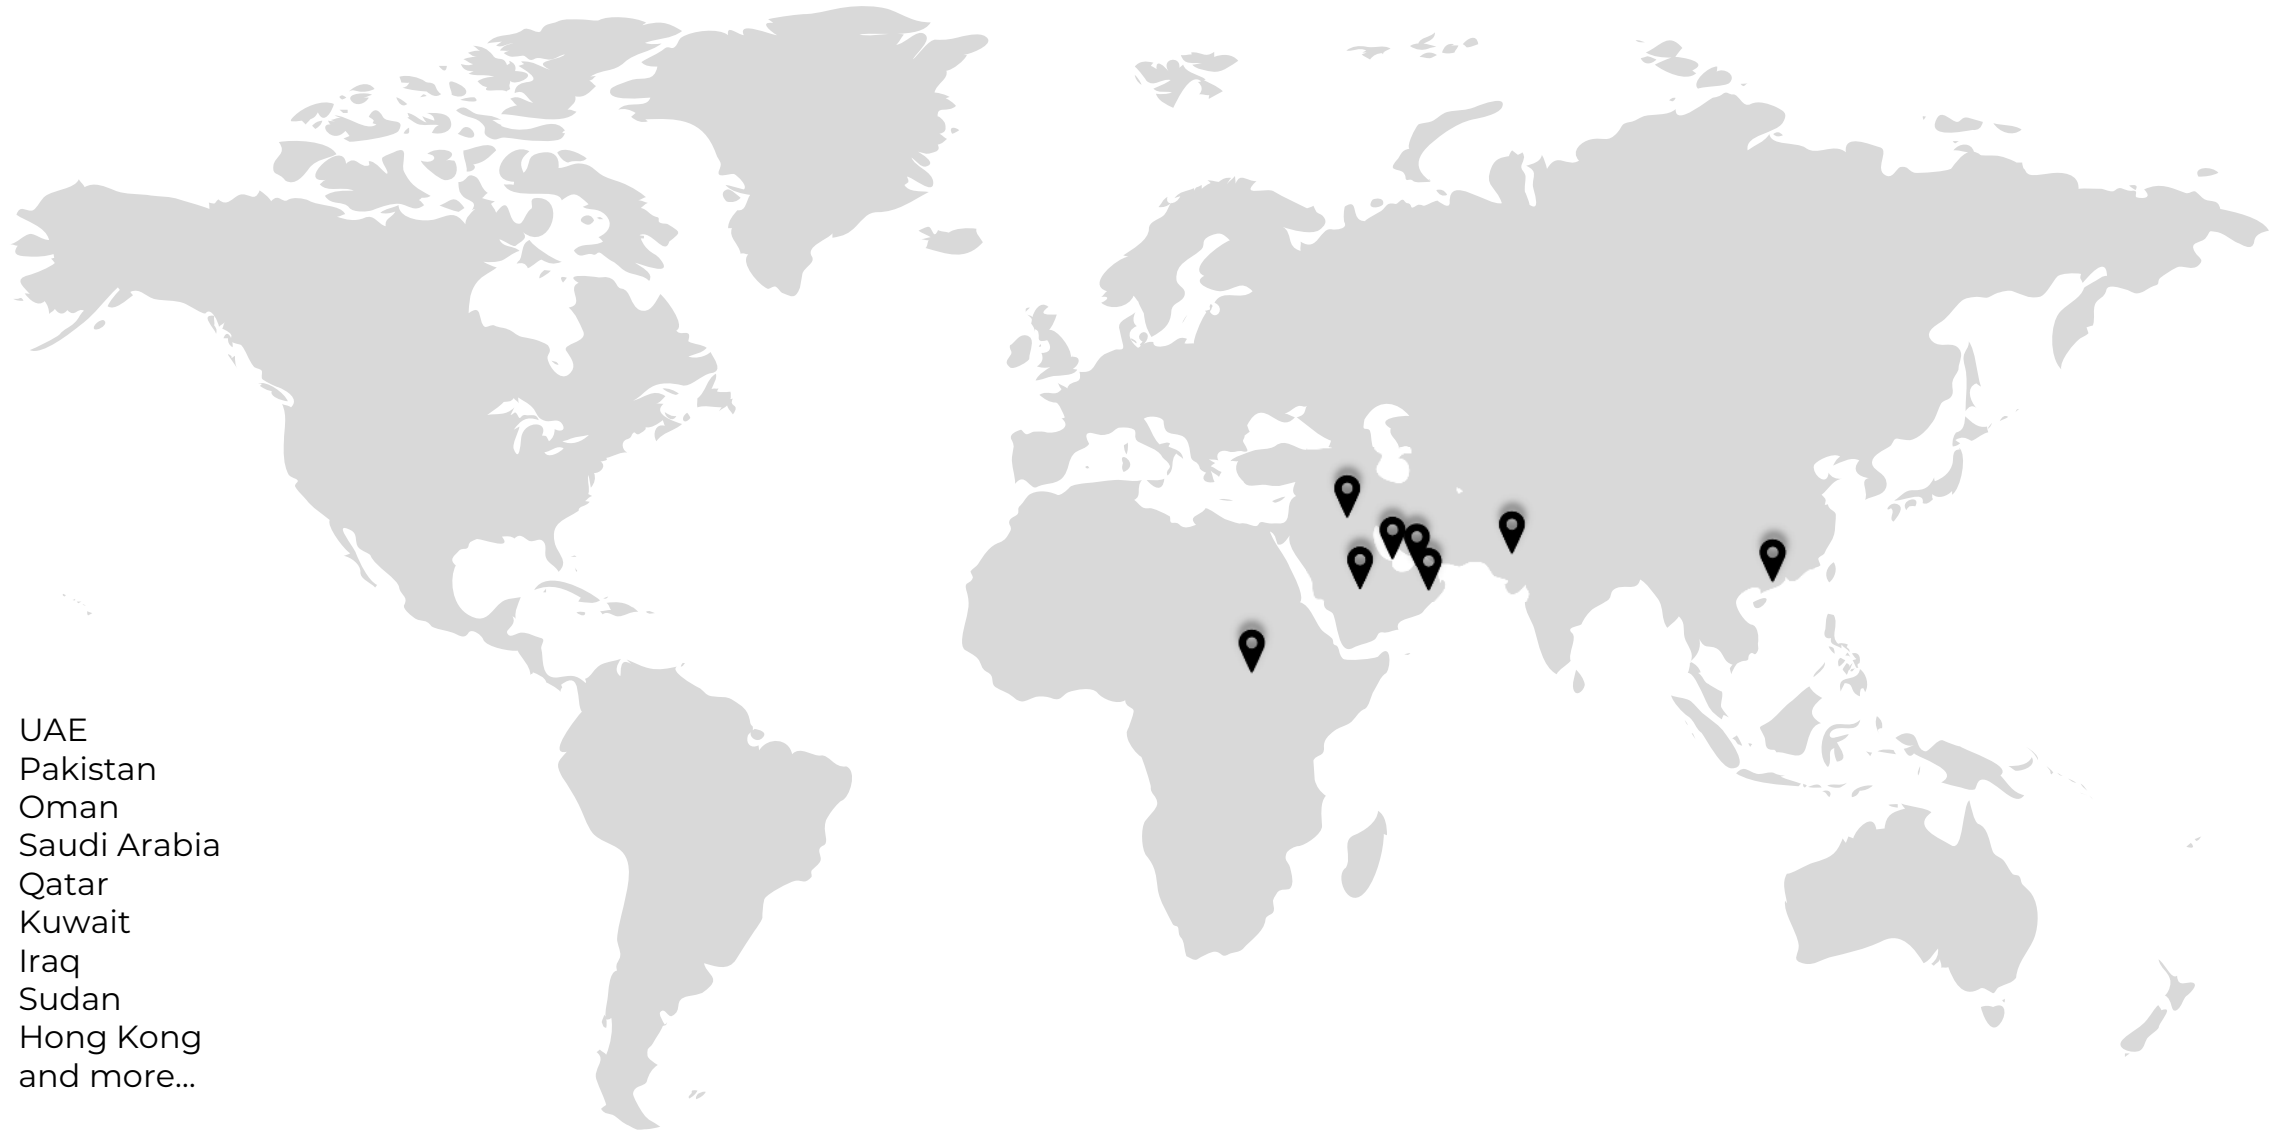 UAE
Pakistan
Oman
Saudi Arabia
Qatar
Kuwait
Iraq
Sudan
Hong Kong
and more...